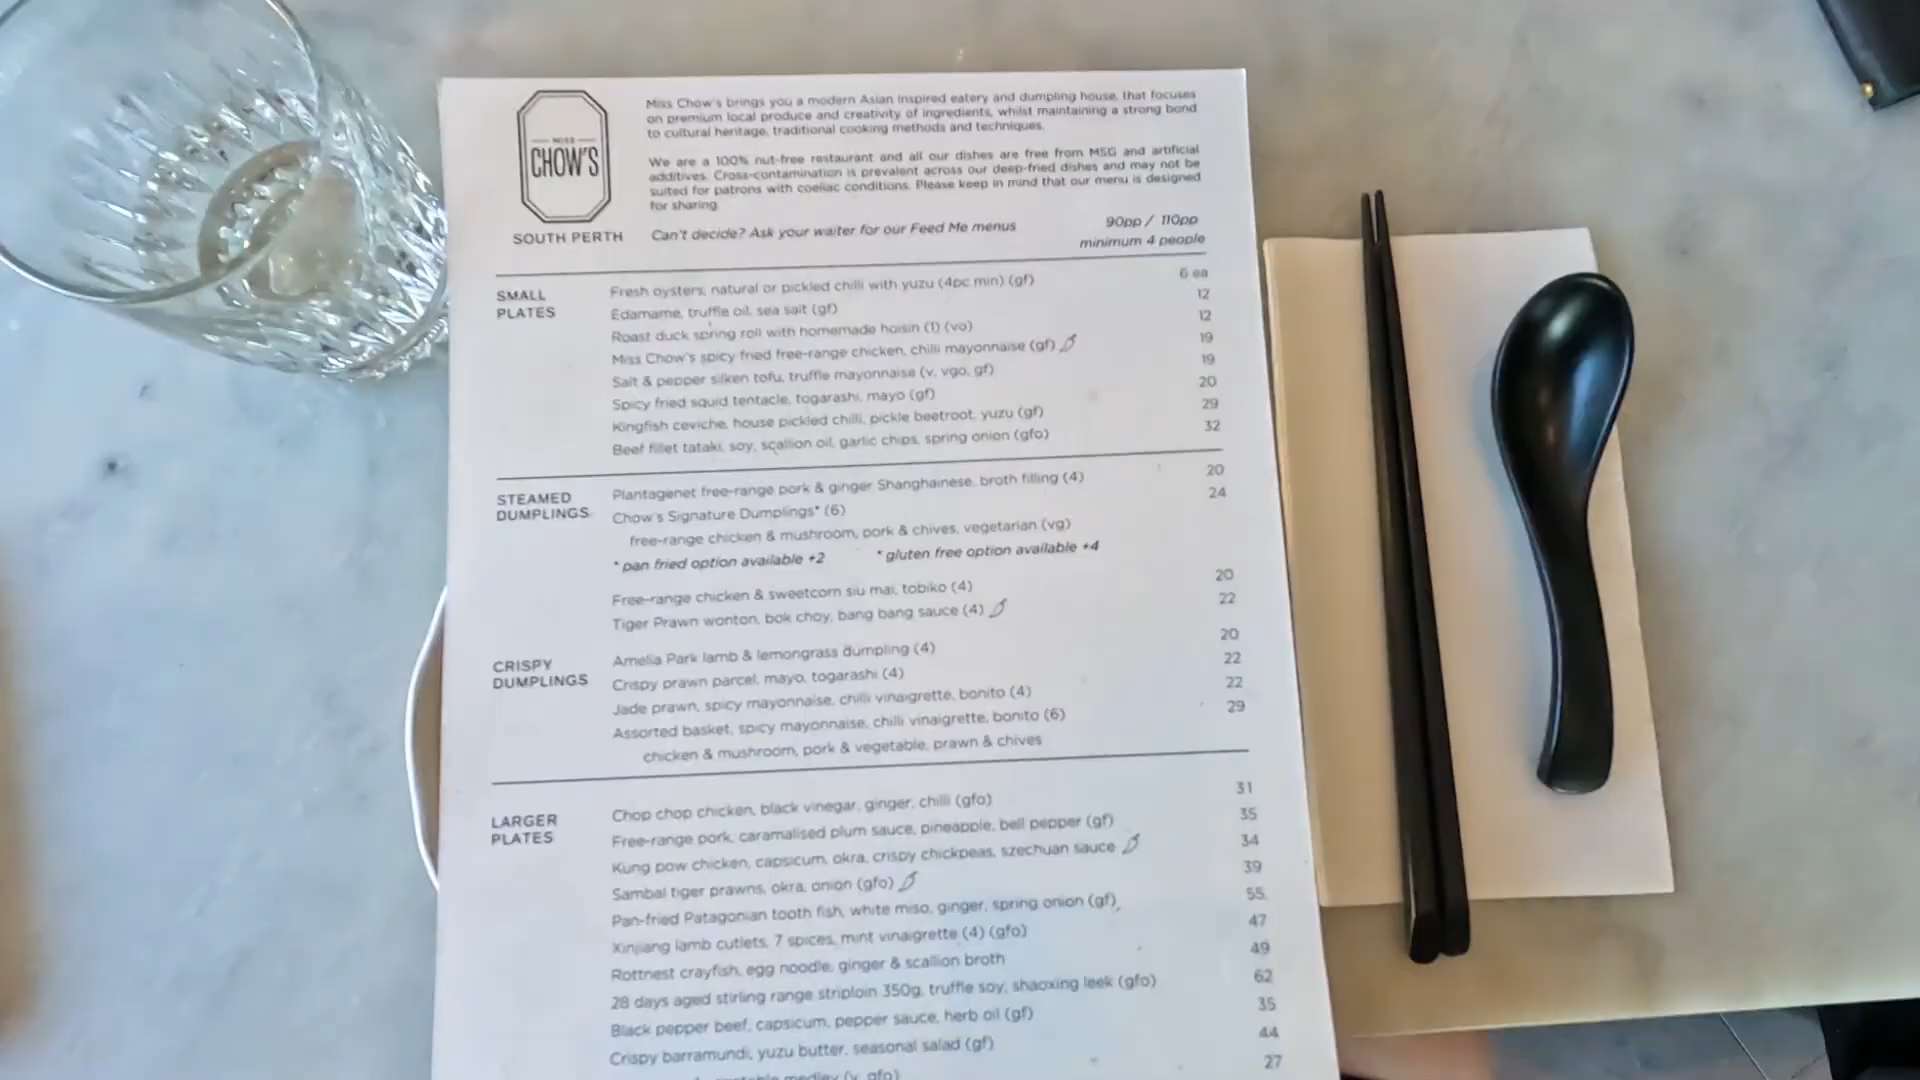 MISS
CHOW'S
SOUTH PERTH
Miss Chow's brings you a modern Asian inspired eatery and dumpling house, that focuses
on premium local produce and creativity of ingredients, whilst maintaining a strong bond
to cultural heritage, traditional cooking methods and techniques.
We are a 100% nut-free restaurant and all our dishes are free from MSG and artificial
additives. Cross-contamination is prevalent across our deep-fried dishes and may not be
suited for patrons with coeliac conditions. Please keep in mind that our menu is designed
for sharing.
Can't decide? Ask your waiter for our Feed Me menus 90pp / 110pp
minimum 4 people
SMALL
PLATES
Fresh oysters, natural or pickled chilli with yuzu (4pc min) (gf) 6 ea
Edamame, truffle oil, sea salt (gf) 12
Roast duck spring roll with homemade hoisin (1) (vo) 12
Miss Chow's spicy fried free-range chicken, chilli mayonnaise (gf) 19
Salt & pepper silken tofu, truffle mayonnaise (v, vgo, gf) 19
Spicy fried squid tentacle, togarashi, mayo (gf) 20
Kingfish ceviche, house pickled chilli, pickle beetroot, yuzu (gf) 29
Beef fillet tataki, soy, scallion oil, garlic chips, spring onion (gfo) 32
STEAMED
DUMPLINGS
Plantagenet free-range pork & ginger Shanghainese, broth filling (4) 20
Chow's Signature Dumplings* (6) 24
free-range chicken & mushroom, pork & chives, vegetarian (vg)
* pan fried option available +2 * gluten free option available +4
Free-range chicken & sweetcorn siu mai, tobiko (4) 20
Tiger Prawn wonton, bok choy, bang bang sauce (4) 22
CRISPY
DUMPLINGS
Amelia Park lamb & lemongrass dumpling (4) 20
Crispy prawn parcel, mayo, togarashi (4) 22
Jade prawn, spicy mayonnaise, chilli vinaigrette, bonito (4) 22
Assorted basket, spicy mayonnaise, chilli vinaigrette, bonito (6) 29
chicken & mushroom, pork & vegetable, prawn & chives
LARGER
PLATES
Chop chop chicken, black vinegar, ginger, chilli (gfo) 31
Free-range pork, caramalised plum sauce, pineapple, bell pepper (gf) 35
Kung pow chicken, capsicum, okra, crispy chickpeas, szechuan sauce 34
Sambal tiger prawns, okra, onion (gfo) 39
Pan-fried Patagonian tooth fish, white miso, ginger, spring onion (gf) 55
Xinjiang lamb cutlets, 7 spices, mint vinaigrette (4) (gfo) 47
Rottnest crayfish, egg noodle, ginger & scallion broth 49
28 days aged stirling range striploin 350g, truffle soy, shaoxing leek (gfo) 62
Black pepper beef, capsicum, pepper sauce, herb oil (gf) 35
Crispy barramundi, yuzu butter, seasonal salad (gf) 44
medley (v, gfo) 27